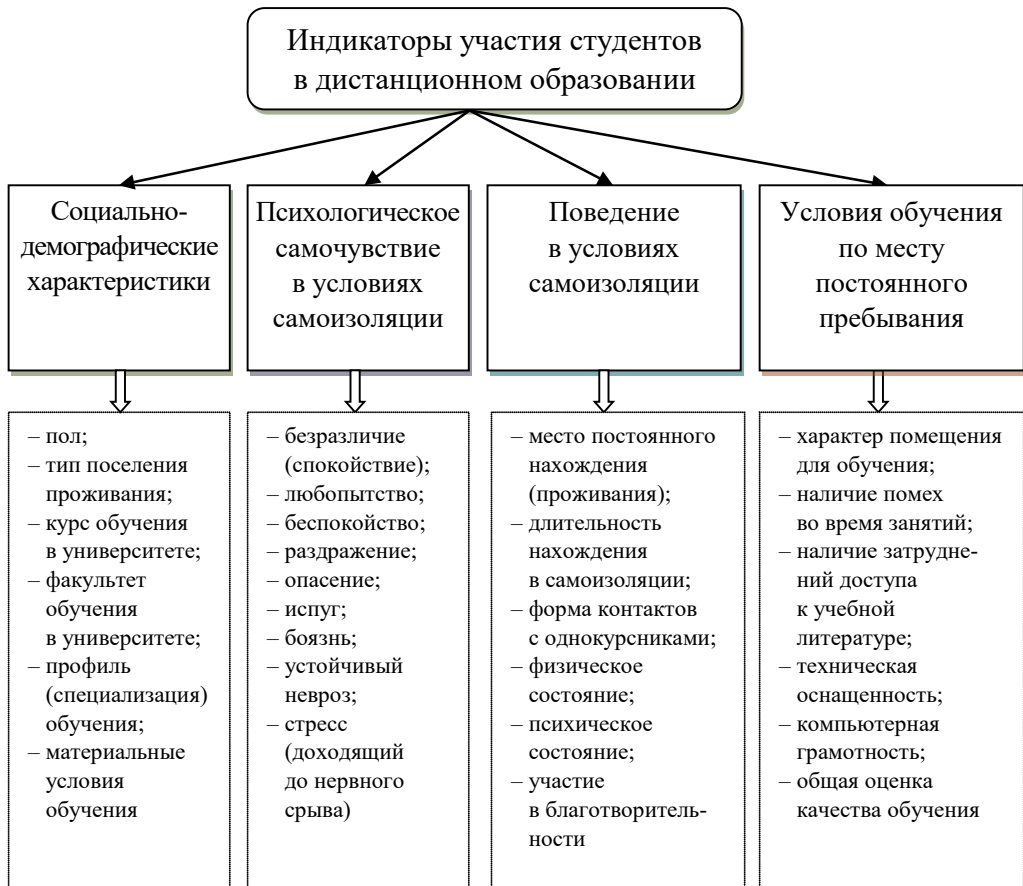 Индикаторы участия студентов
в дистанционном образовании
Социально-
демографические
характеристики
Психологическое
самочувствие
в условиях
самоизоляции
Поведение
в условиях
самоизоляции
Условия обучения
по месту
постоянного
пребывания
– пол;
– тип поселения
проживания;
– курс обучения
в университете;
– факультет
обучения
в университете;
– профиль
(специализация)
обучения;
– материальные
условия
обучения
– безразличие
(спокойствие);
– любопытство;
– беспокойство;
– раздражение;
– опасение;
– испуг;
– боязнь;
– устойчивый
невроз;
– стресс
(доходящий
до нервного
срыва)
– место постоянного
нахождения
(проживания);
– длительность
нахождения
в самоизоляции;
– форма контактов
с однокурсниками;
– физическое
состояние;
– психическое
состояние;
– участие
в благотворитель-
ности
– характер помещения
для обучения;
– наличие помех
во время занятий;
– наличие затрудне-
ний доступа
к учебной
литературе;
– техническая
оснащенность;
– компьютерная
грамотность;
– общая оценка
качества обучения